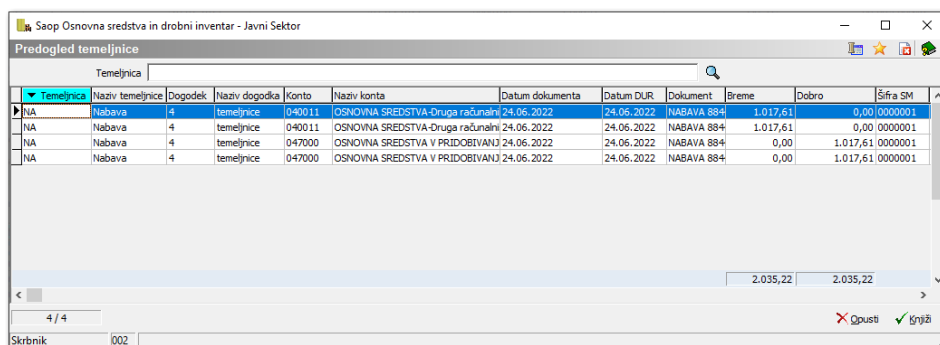 Saop Osnovna sredstva in drobni inventar - Javni Sektor
Predogled temeljnice
Temeljnica
Temeljnica Naziv temeljnice Dogodek Naziv dogodka Konto Naziv konta Datum dokumenta Datum DUR Dokument Breme Dobro Šifra SM
NA Nabava 4 temeljnice 040011 OSNOVNA SREDSTVA-Druga računalni 24.06.2022 24.06.2022 NABAVA 884 1.017,61 0,00 0000001
NA Nabava 4 temeljnice 040011 OSNOVNA SREDSTVA-Druga računalni 24.06.2022 24.06.2022 NABAVA 884 1.017,61 0,00 0000001
NA Nabava 4 temeljnice 047000 OSNOVNA SREDSTVA V PRIDOBIVANJ 24.06.2022 24.06.2022 NABAVA 884 0,00 1.017,61 0000001
NA Nabava 4 temeljnice 047000 OSNOVNA SREDSTVA V PRIDOBIVANJ 24.06.2022 24.06.2022 NABAVA 884 0,00 1.017,61 0000001
2.035,22 2.035,22
4 / 4 Opusti Knjiži
Skrbnik 002